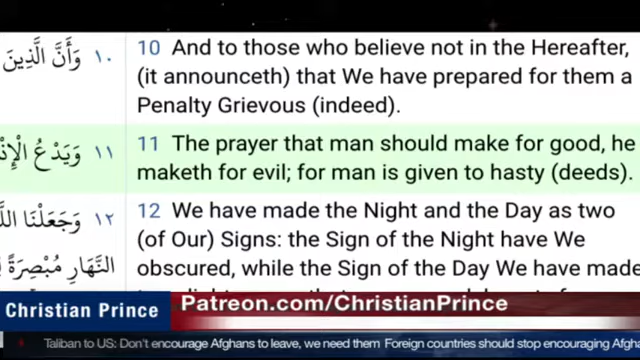 وَأَنَّ الَّذِينَ ١٠
10 And to those who believe not in the Hereafter,
(it announceth) that We have prepared for them a
Penalty Grievous (indeed).
وَيَدْعُ ١١
11 The prayer that man should make for good, he
maketh for evil; for man is given to hasty (deeds).
وَجَعَلْنَا ١٢
12 We have made the Night and the Day as two
(of Our) Signs: the Sign of the Night have We
النَّهَارِ مُبْصِرَةً
obscured, while the Sign of the Day We have made
Christian Prince
Patreon.com/ChristianPrince
Taliban to US: Don't encourage Afghans to leave, we need them Foreign countries should stop encouraging